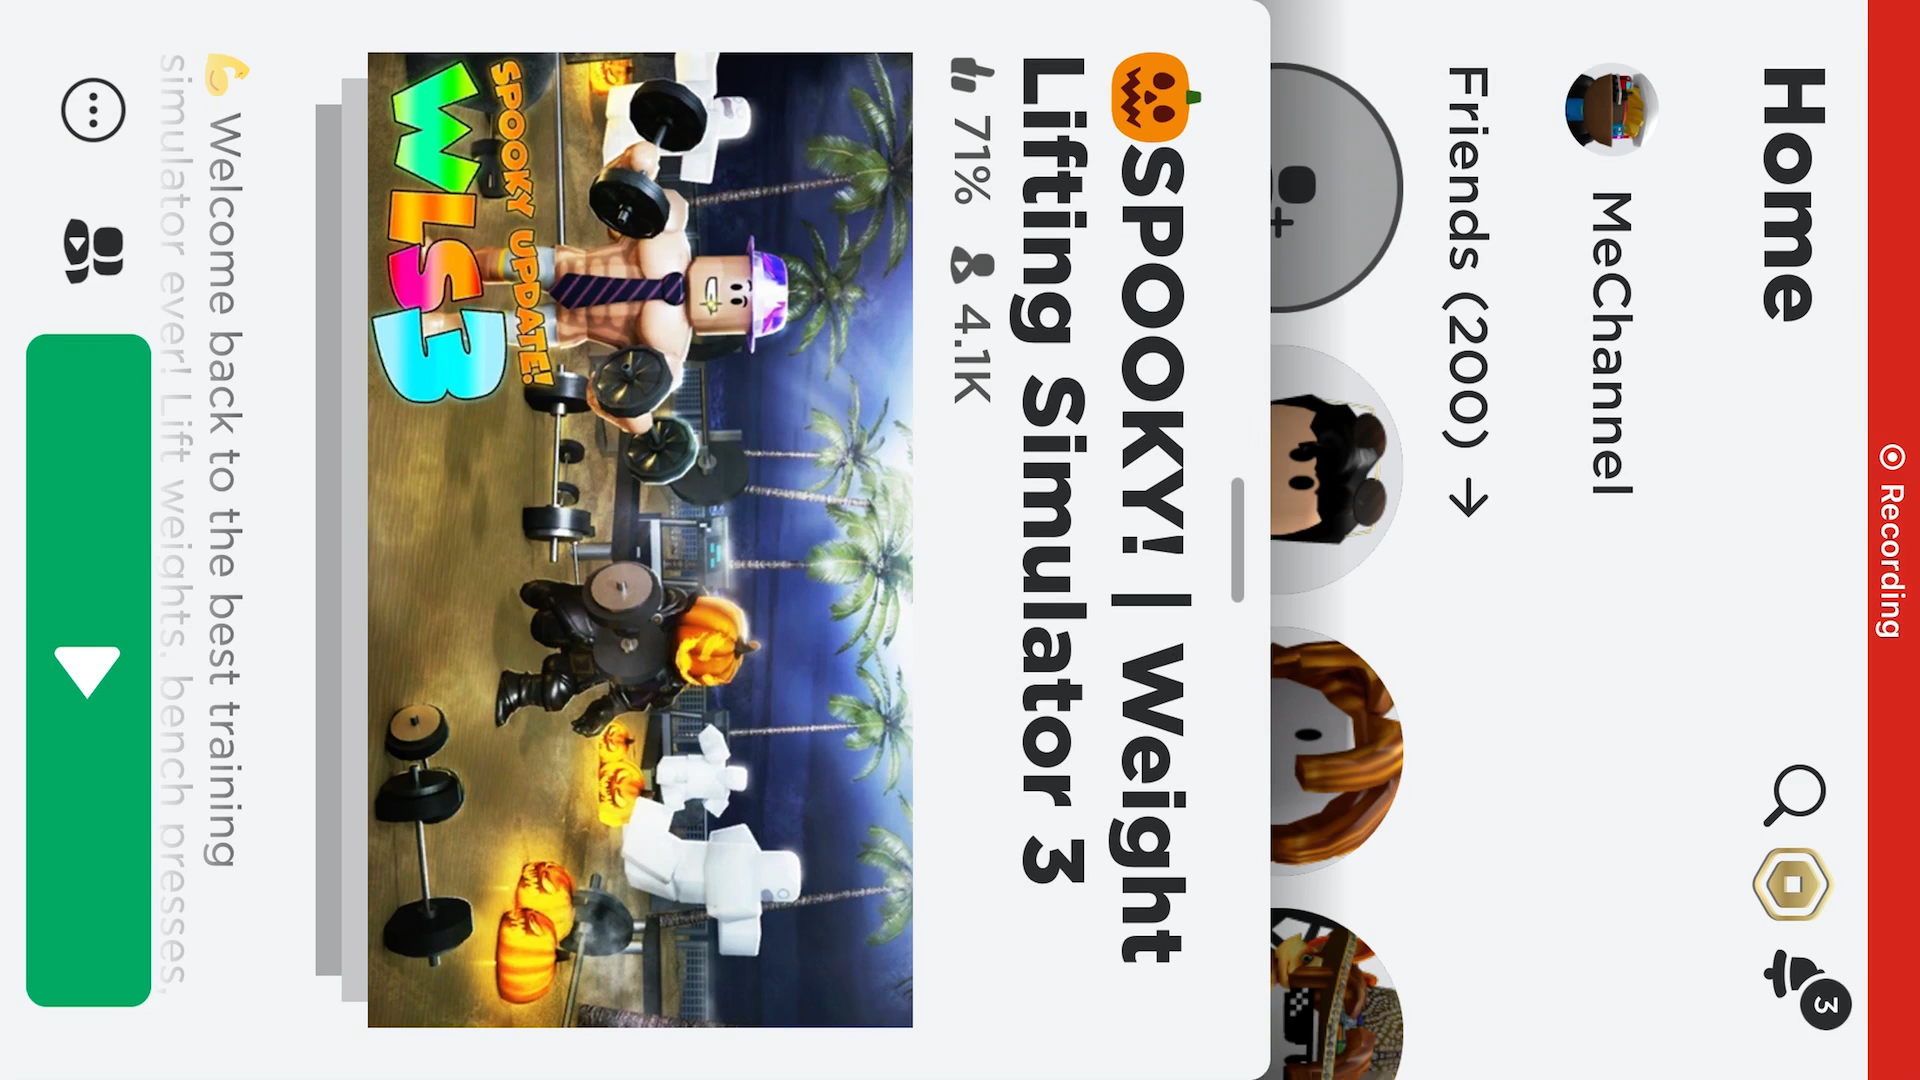 Recording
Home
3
MeChannel
Friends (200) →
🎃SPOOKY! | Weight
Lifting Simulator 3
71% 4.1K
SPOOKY UPDATE!
WLS3
💪 Welcome back to the best training
simulator ever! Lift weights, bench presses,